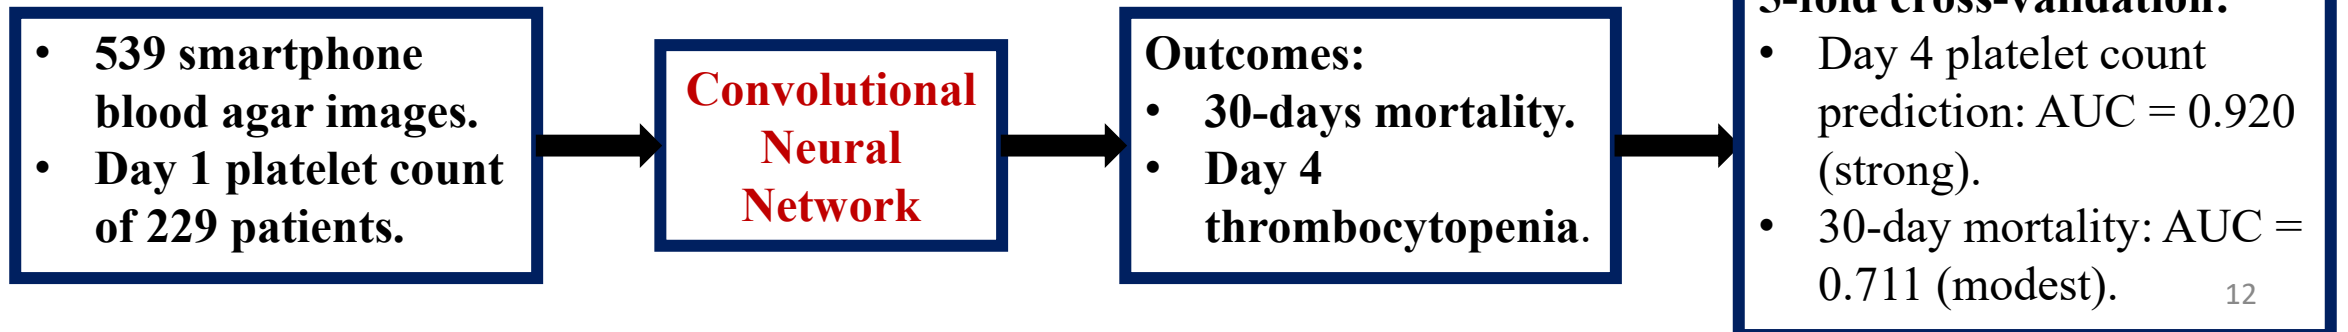 • 539 smartphone
blood agar images.
• Day 1 platelet count
of 229 patients.
Convolutional
Neural
Network
Outcomes:
• 30-days mortality.
• Day 4
thrombocytopenia.
cross-validation:
• Day 4 platelet count
prediction: AUC = 0.920
(strong).
• 30-day mortality: AUC =
0.711 (modest).
12